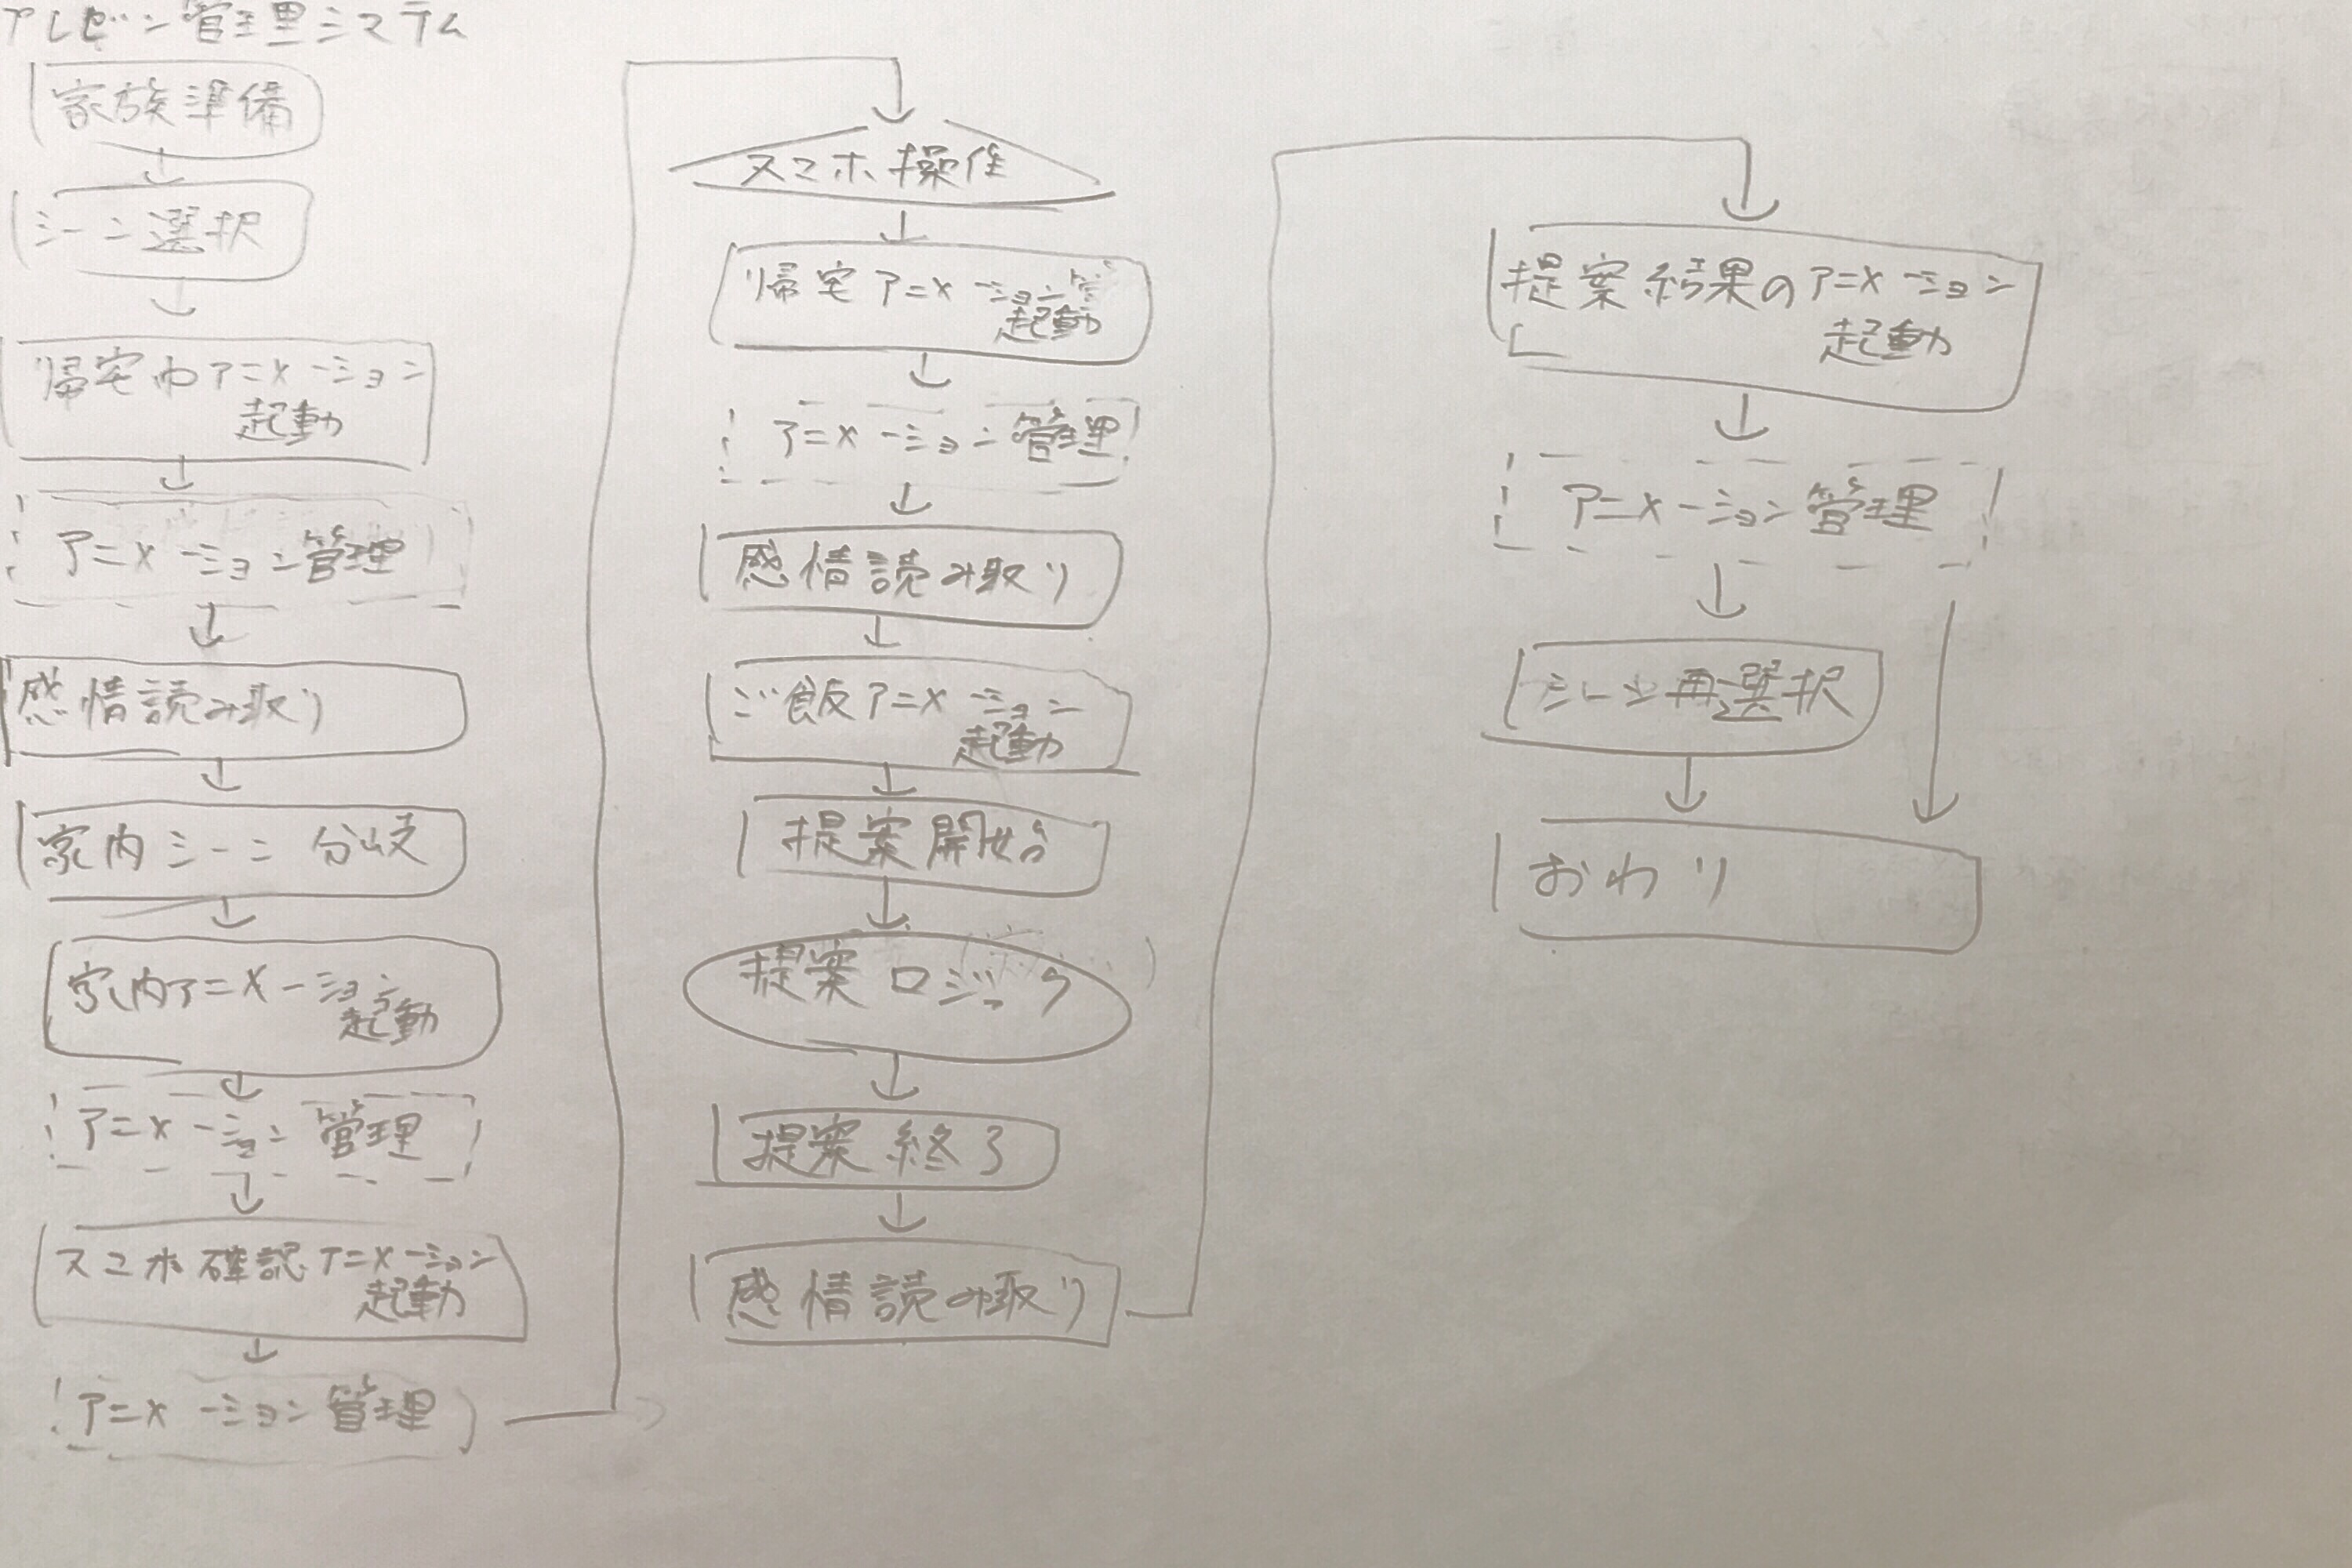 アレビン管理システム
家族準備
シーン選択
帰宅わアニメーション
起動
アニメーション管理
感情読み取り
家内シーン 分岐
家内アニメーション
起動
アニメーション 管理
スマホ確認アニメーション
起動
アニメーション管理
スマホ操作
帰宅アニメーション
起動
アニメーション管理
感情読み取り
ご飯アニメーション
起動
提案開始
提案ロジック
提案終了
感情読み取り
提案結果のアニメーション
起動
アニメーション管理
シーン再選択
おわり